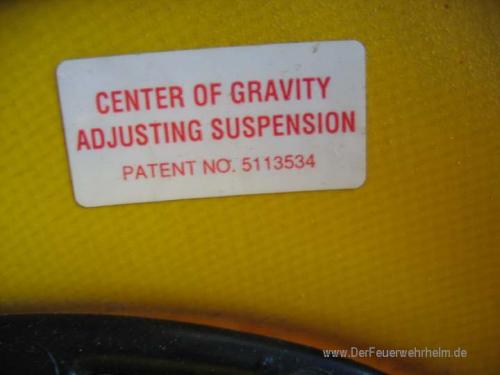 CENTER OF GRAVITY
ADJUSTING SUSPENSION
PATENT NO. 5113534
www.DerFeuerwehrhelm.de